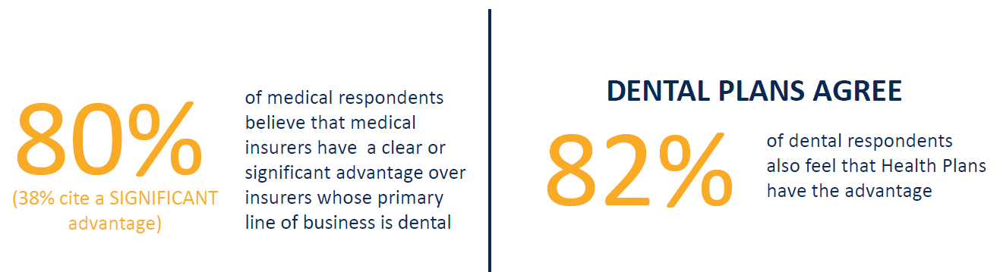 80%
(38% cite a SIGNIFICANT
advantage)
of medical respondents
believe that medical
insurers have  a clear or
significant advantage over
insurers whose primary
line of business is dental
DENTAL PLANS AGREE
82%
of dental respondents
also feel that Health Plans
have the advantage